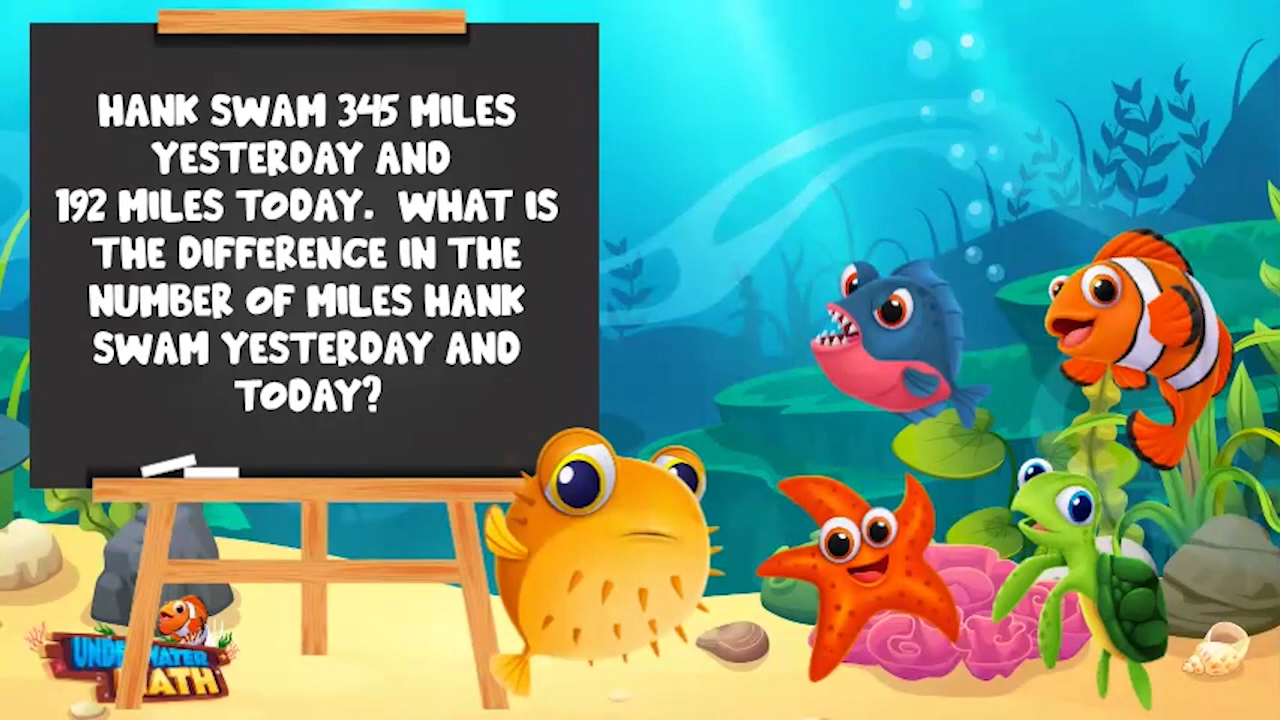 HANK SWAM 345 MILES
YESTERDAY AND
192 MILES TODAY. WHAT IS
THE DIFFERENCE IN THE
NUMBER OF MILES HANK
SWAM YESTERDAY AND
TODAY?
UNDERWATER
MATH